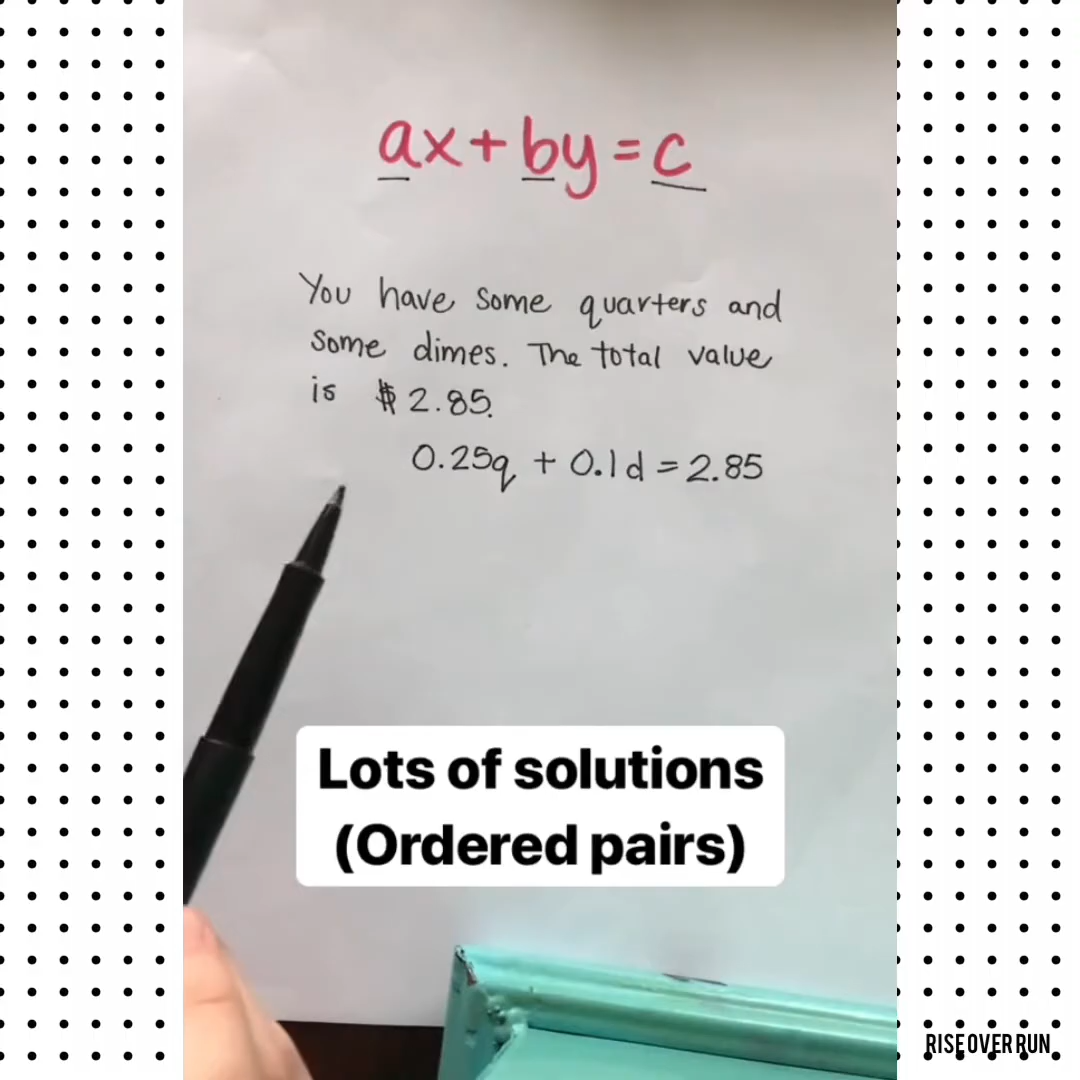 ax+by=c
You have some quarters and
some dimes. The total value
is $2.85.
0.25q + 0.1d = 2.85
Lots of solutions
(Ordered pairs)
RISE OVER RUN